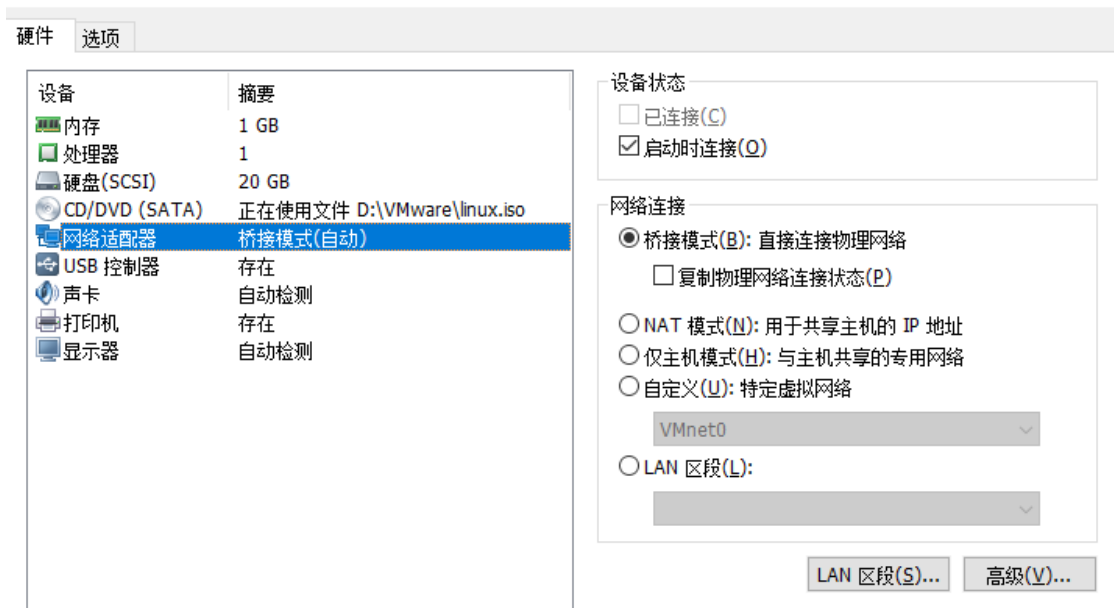 硬件 选项
设备 摘要
内存 1 GB
处理器 1
硬盘(SCSI) 20 GB
CD/DVD (SATA) 正在使用文件 D:\VMware\linux.iso
网络适配器 桥接模式(自动)
USB 控制器 存在
声卡 自动检测
打印机 存在
显示器 自动检测
设备状态
已连接(C)
启动时连接(O)
网络连接
桥接模式(B): 直接连接物理网络
复制物理网络连接状态(P)
NAT 模式(N): 用于共享主机的 IP 地址
仅主机模式(H): 与主机共享的专用网络
自定义(U): 特定虚拟网络
VMnet0
LAN 区段(L):
LAN 区段(S)... 高级(V)...